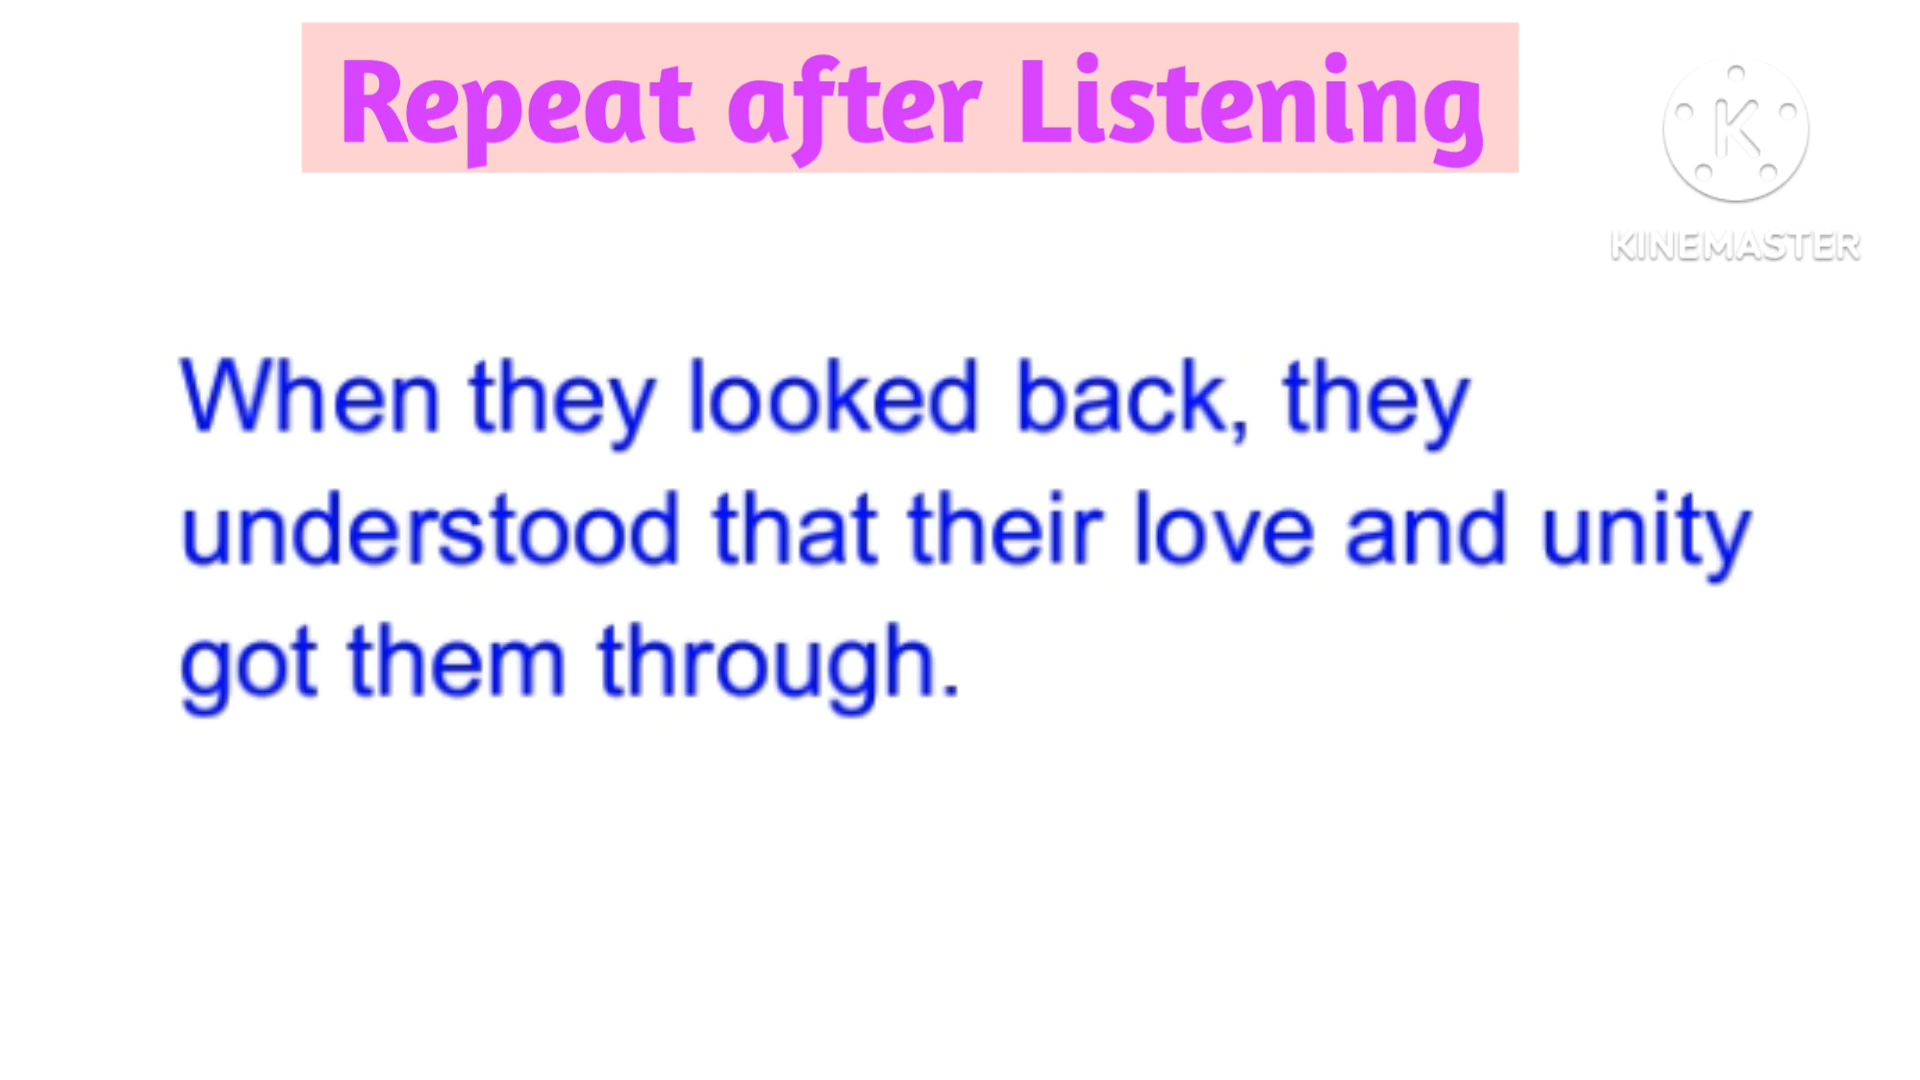 Repeat after Listening
K
KINEMASTER
When they looked back, they
understood that their love and unity
got them through.